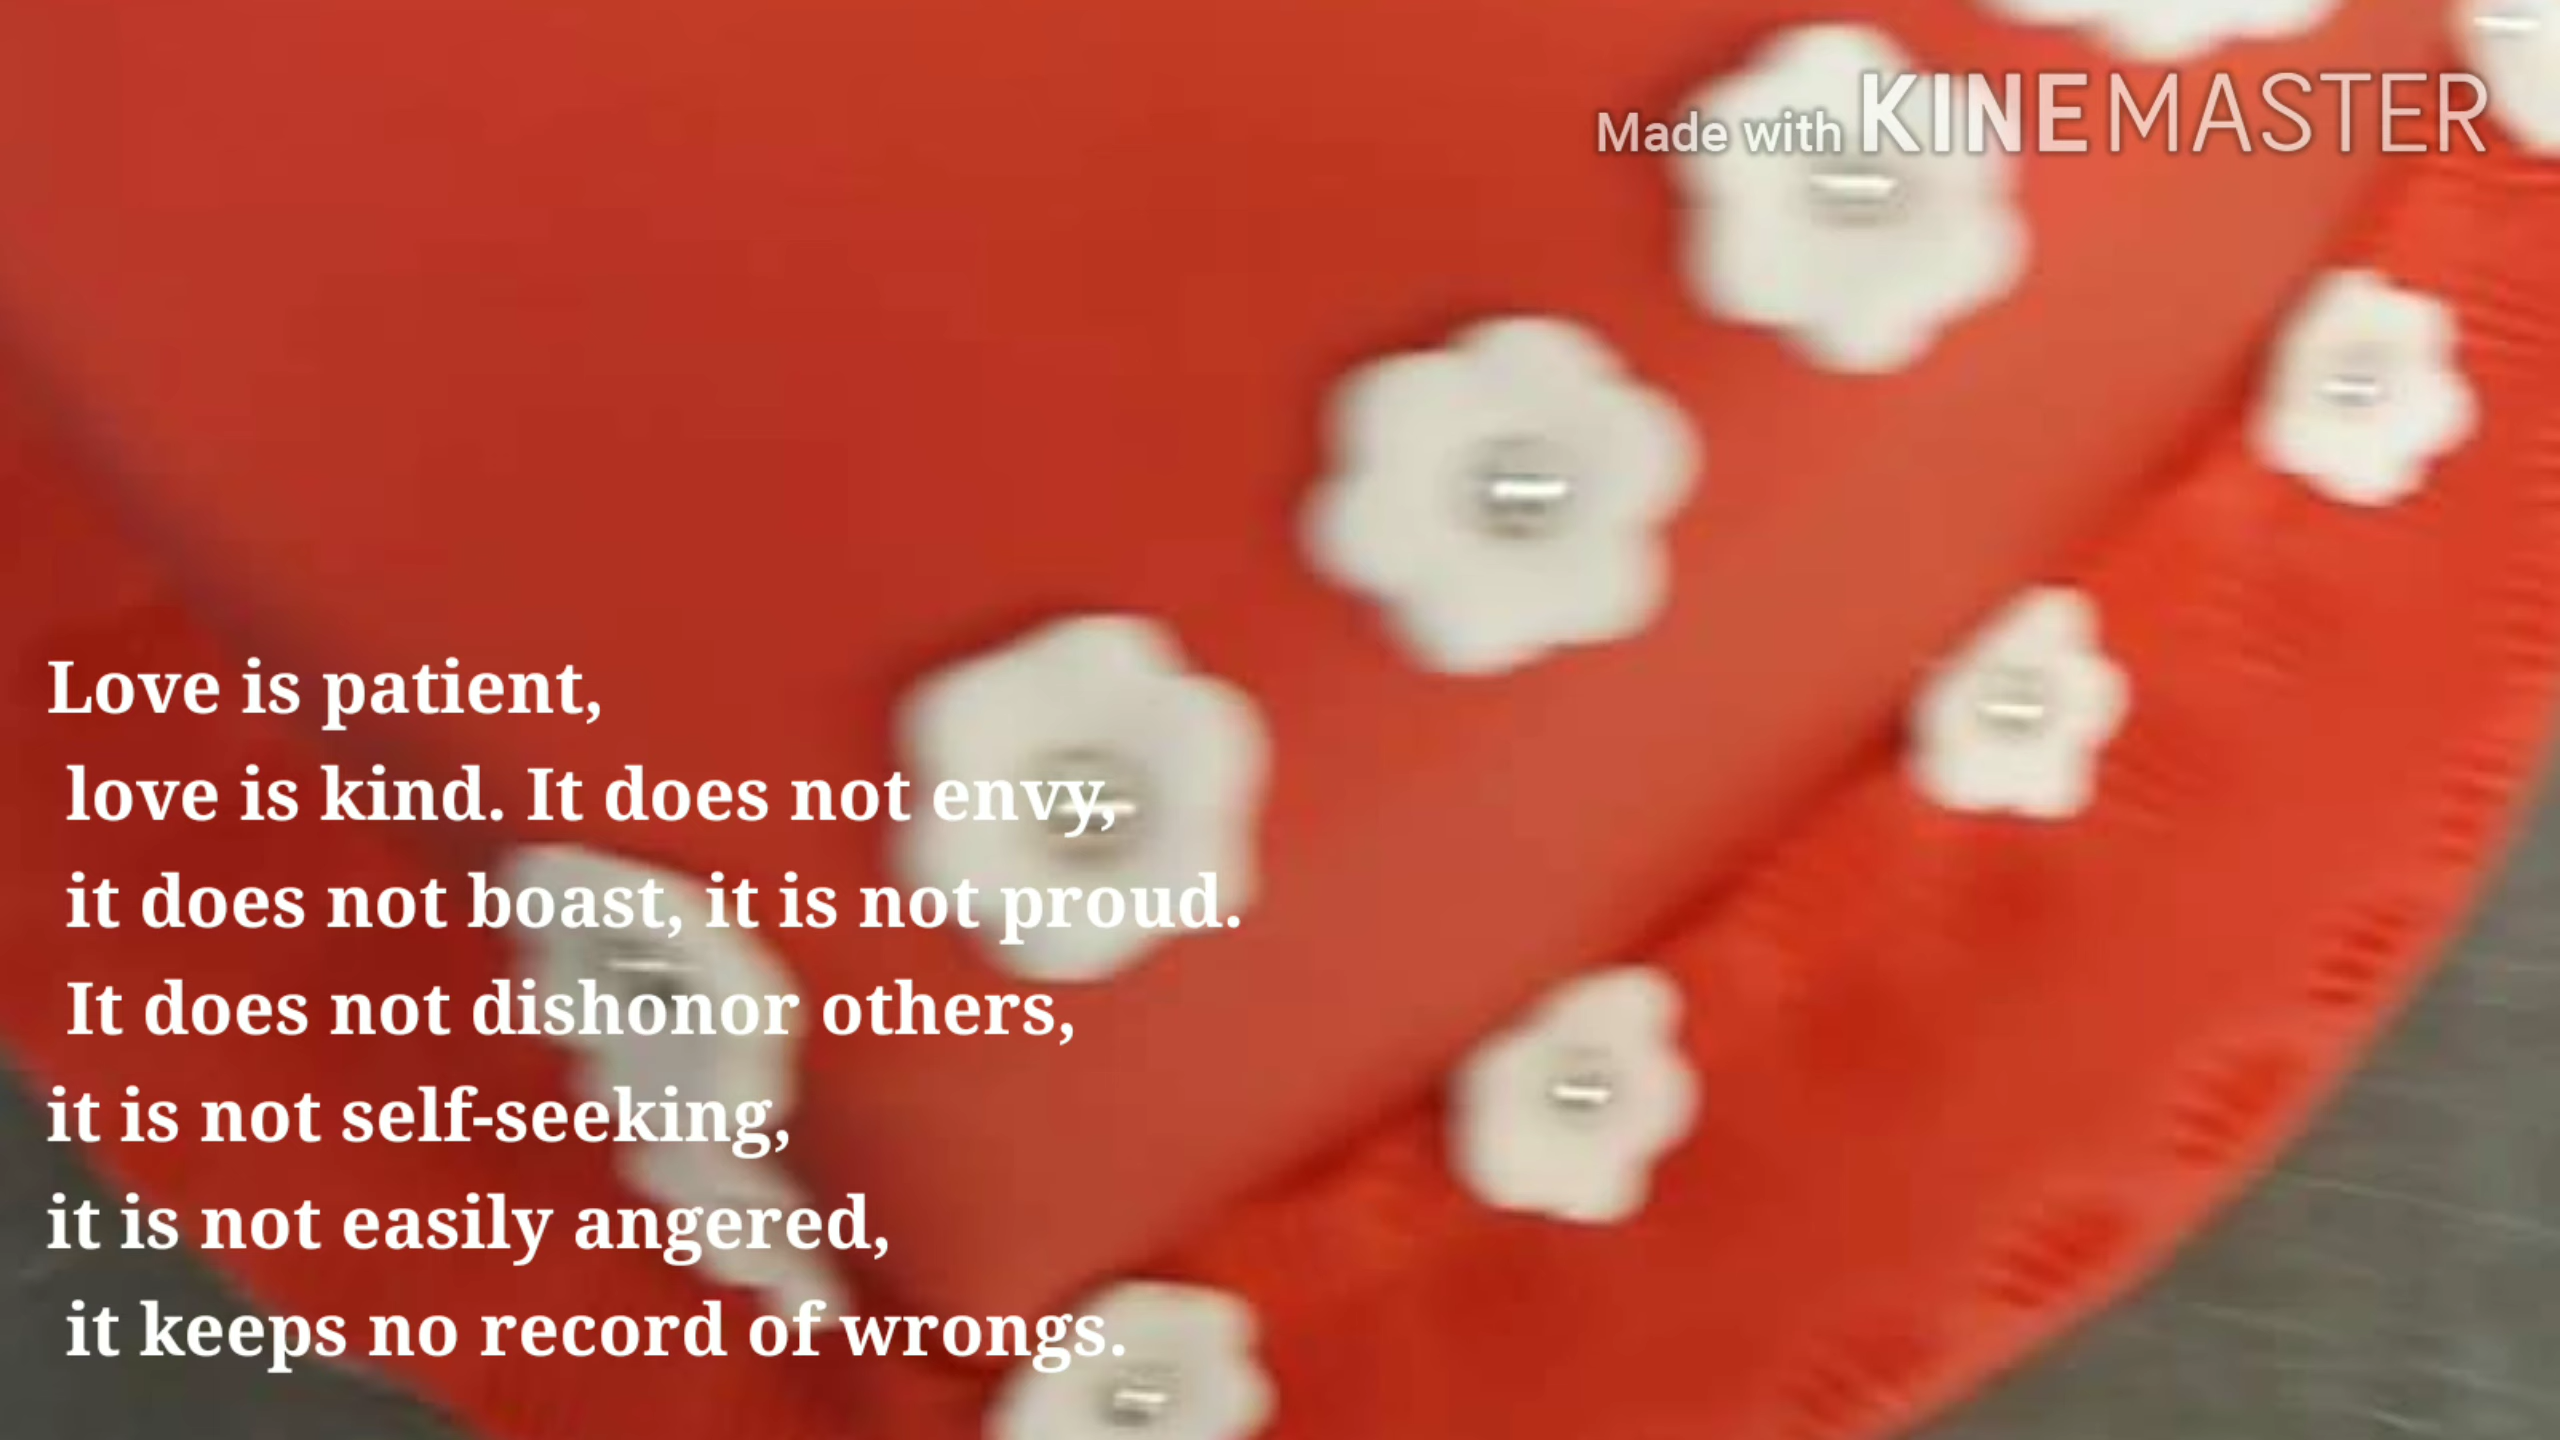 Made with KINEMASTER
Love is patient,
love is kind. It does not envy,
it does not boast, it is not proud.
It does not dishonor others,
it is not self-seeking,
it is not easily angered,
it keeps no record of wrongs.